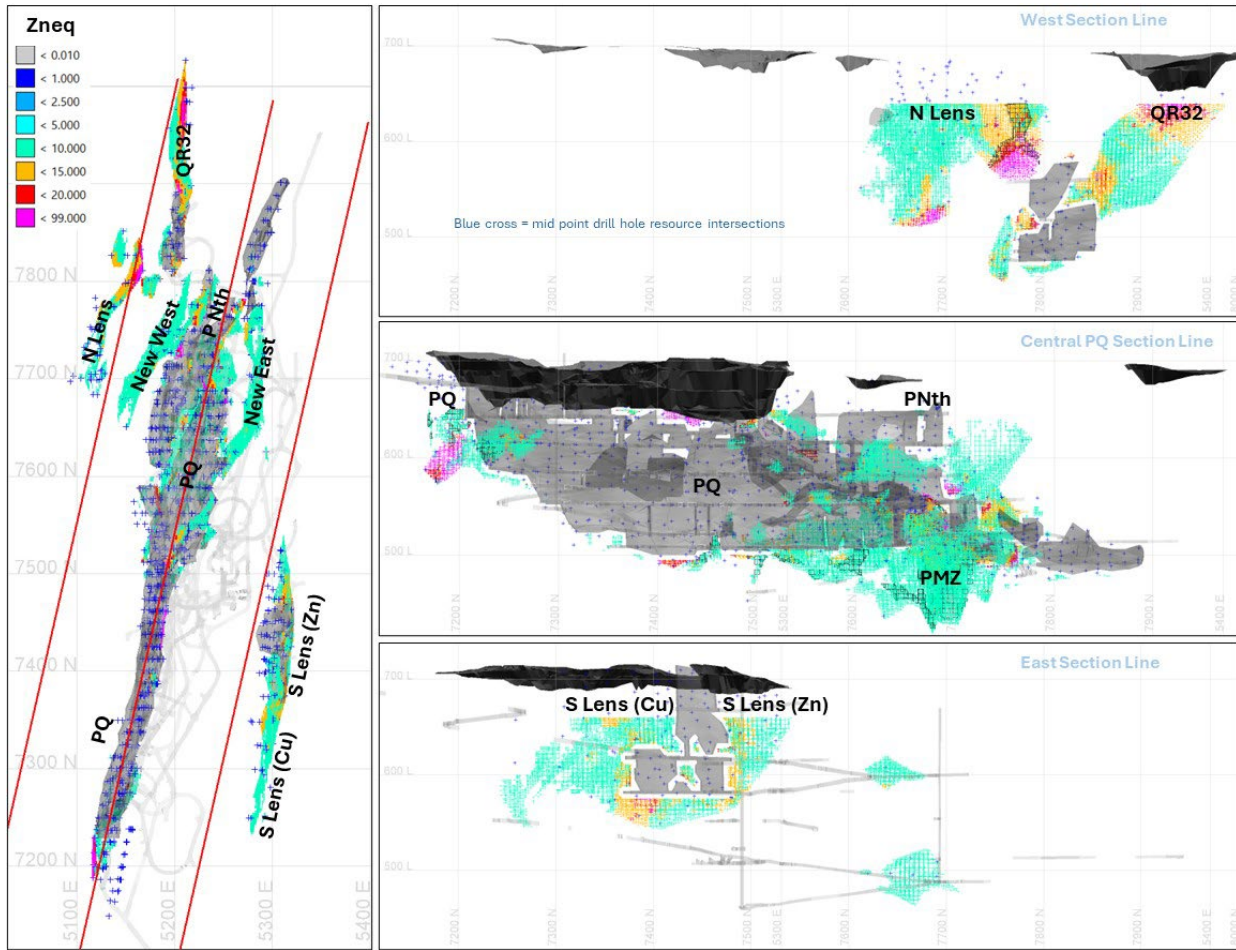 Zneq
< 0.010
< 1.000
< 2.500
< 5.000
< 10.000
< 15.000
< 20.000
< 99.000
QR32
7800 N
N Lens
New West
P Nth
New East
7700 N
7600 N
PQ
7500 N
S Lens (Zn)
7400 N
PQ
7300 N
S Lens (Cu)
7200 N
5100 E
5200 E
5300 E
5400 E
West Section Line
700 L
N Lens
QR32
600 L
Blue cross = mid point drill hole resource intersections
500 L
7200 N
7300 N
7400 N
7500 N
5300 E
7600 N
7700 N
7800 N
7900 N
5400 E
8000 N
Central PQ Section Line
700 L
PQ
PNth
600 L
PQ
500 L
PMZ
7200 N
7300 N
7400 N
5300 E
7600 N
7800 N
7900 N
5400 E
East Section Line
700 L
S Lens (Cu)
S Lens (Zn)
600 L
500 L
7200 N
7300 N
7400 N
7500 N
5300 E
7600 N
7700 N
7800 N
7900 N
5400 E